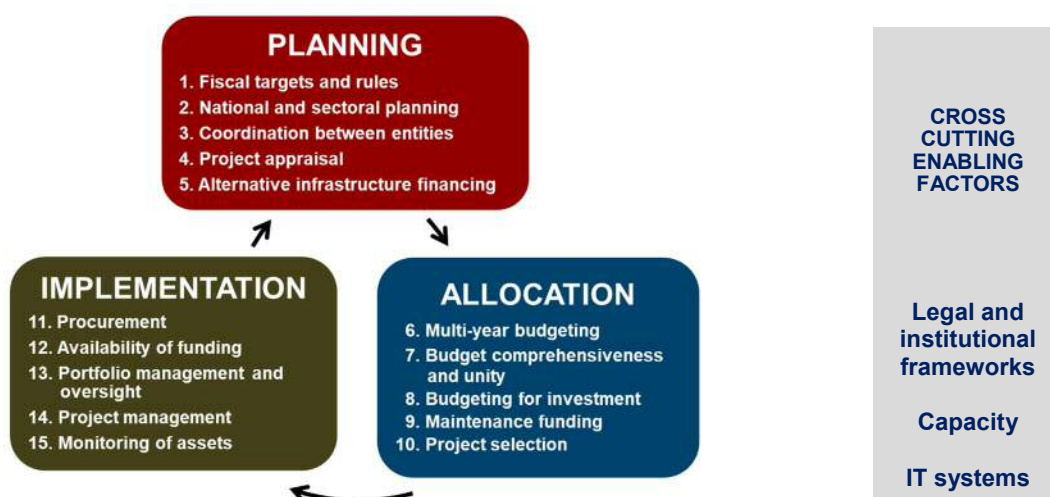 PLANNING
1. Fiscal targets and rules
2. National and sectoral planning
3. Coordination between entities
4. Project appraisal
5. Alternative infrastructure financing
IMPLEMENTATION
11. Procurement
12. Availability of funding
13. Portfolio management and
oversight
14. Project management
15. Monitoring of assets
ALLOCATION
6. Multi-year budgeting
7. Budget comprehensiveness
and unity
8. Budgeting for investment
9. Maintenance funding
10. Project selection
CROSS
CUTTING
ENABLING
FACTORS
Legal and
institutional
frameworks
Capacity
IT systems